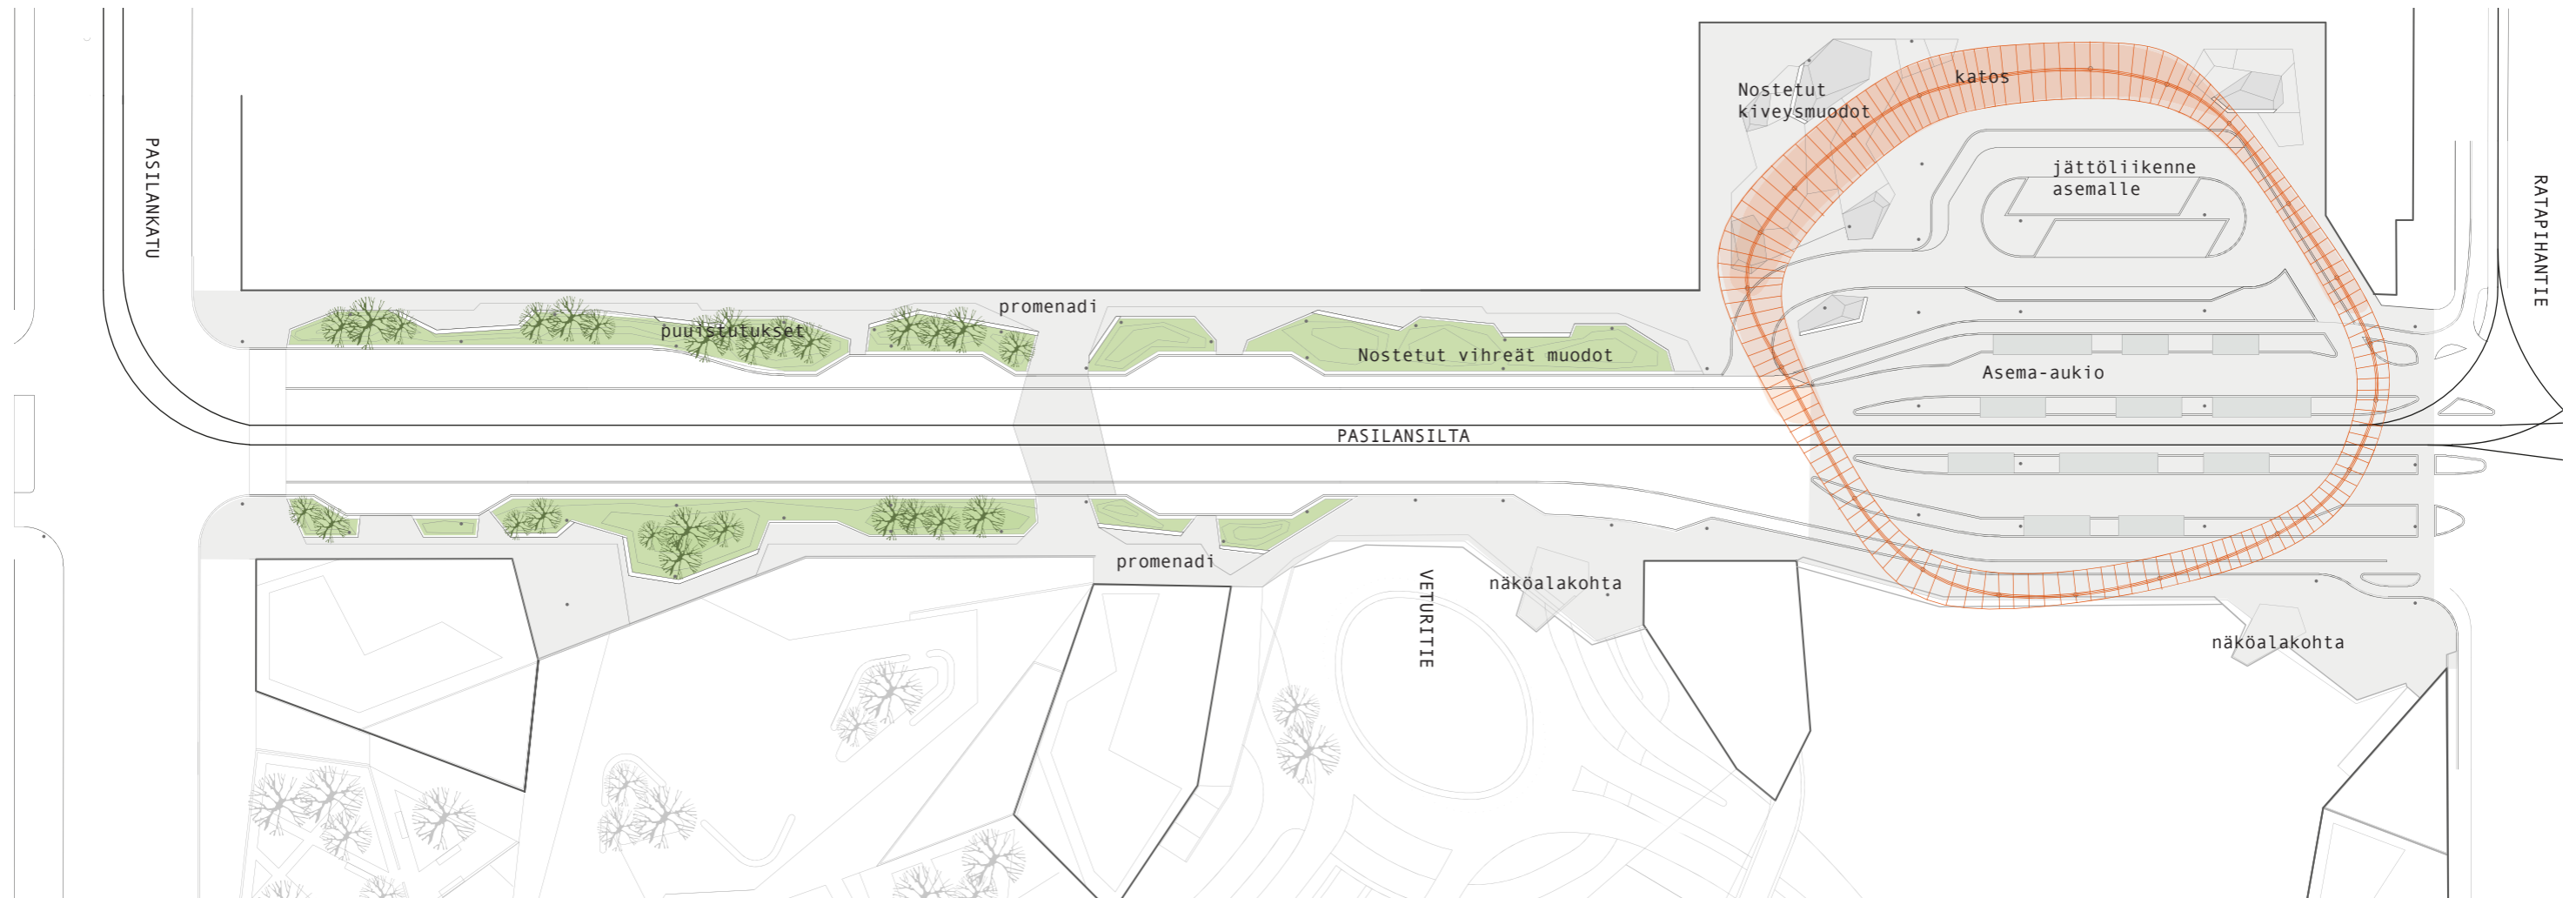 PASILANKATU
puuistutukset
promenadi
Nostetut vihreät muodot
Nostetut
kiveysmuodot
katos
jättöliikenne
asemalle
RATAPIHANTIE
Asema-aukio
PASILANSILTA
promenadi
VETURITIE
näköalakohta
näköalakohta